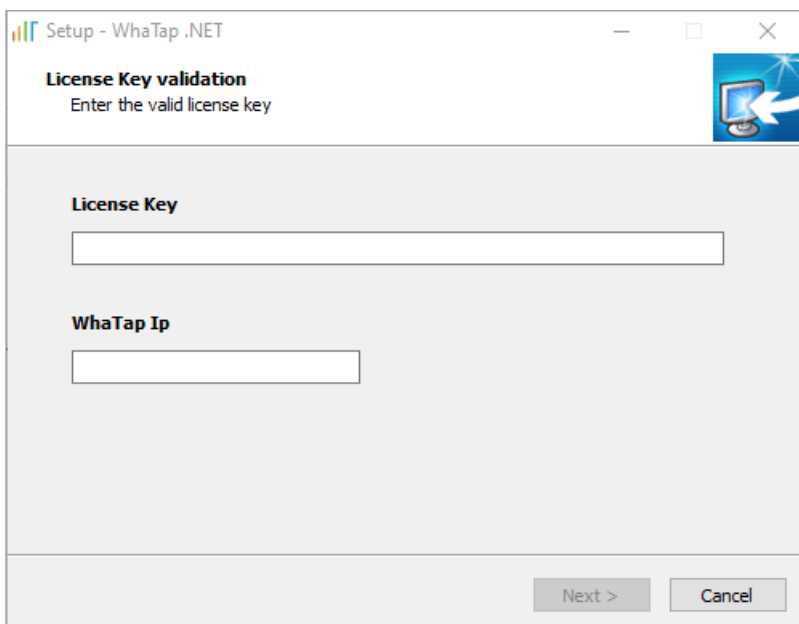 Setup - WhaTap .NET
License Key validation
Enter the valid license key
License Key
WhaTap Ip
Next >
Cancel